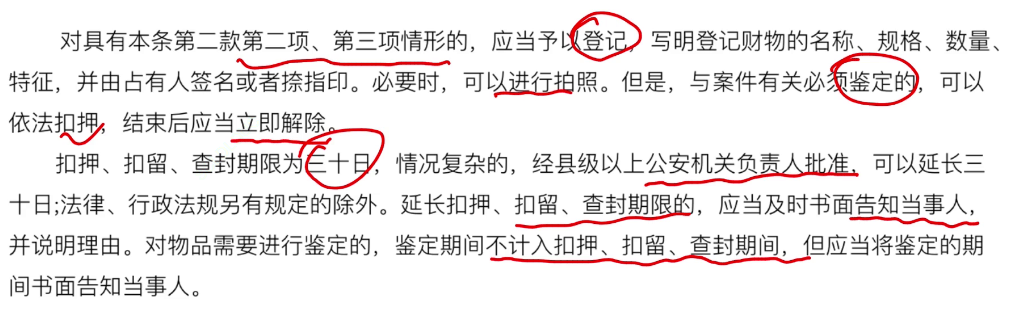 对具有本条第二款第二项、第三项情形的，应当予以登记，写明登记财物的名称、规格、数量、
特征，并由占有人签名或者捺指印。必要时，可以进行拍照。但是，与案件有关必须鉴定的，可以
依法扣押，结束后应当立即解除。
扣押、扣留、查封期限为三十日，情况复杂的，经县级以上公安机关负责人批准，可以延长三
十日;法律、行政法规另有规定的除外。延长扣押、扣留、查封期限的，应当及时书面告知当事人，
并说明理由。对物品需要进行鉴定的，鉴定期间不计入扣押、扣留、查封期间，但应当将鉴定的期
间书面告知当事人。